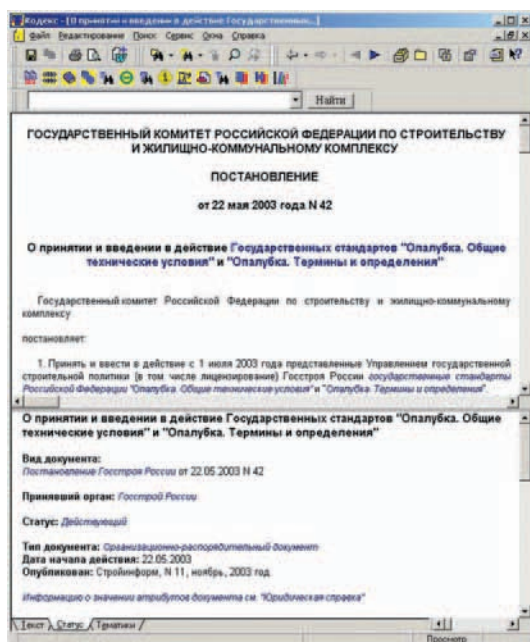 Кодекс - [О принятии и введении в действие Государственных...]
Файл Редактирование Поиск Сервис Окна Справка
Найти
ГОСУДАРСТВЕННЫЙ КОМИТЕТ РОССИЙСКОЙ ФЕДЕРАЦИИ ПО СТРОИТЕЛЬСТВУ
И ЖИЛИЩНО-КОММУНАЛЬНОМУ КОМПЛЕКСУ
ПОСТАНОВЛЕНИЕ
от 22 мая 2003 года N 42
О принятии и введении в действие Государственных стандартов "Опалубка. Общие
технические условия" и "Опалубка. Термины и определения"
Государственный комитет Российской Федерации по строительству и жилищно-коммунальному
комплексу
постановляет:
1. Принять и ввести в действие с 1 июля 2003 года представленные Управлением государственной
строительной политики (в том числе лицензирование) Госстроя России государственные стандарты
Российской Федерации "Опалубка. Общие технические условия" и "Опалубка. Термины и определения".
О принятии и введении в действие Государственных стандартов "Опалубка. Общие
технические условия" и "Опалубка. Термины и определения"
Вид документа:
Постановление Госстроя России от 22.05.2003 N 42
Принявший орган: Госстрой России
Статус: Действующий
Тип документа: Организационно-распорядительный документ
Дата начала действия: 22.05.2003
Опубликован: Стройинформ, N 11, ноябрь, 2003 год
Информацию о значении атрибутов документа см. "Юридическая справка"
Текст Статус Тематики
Просмотр